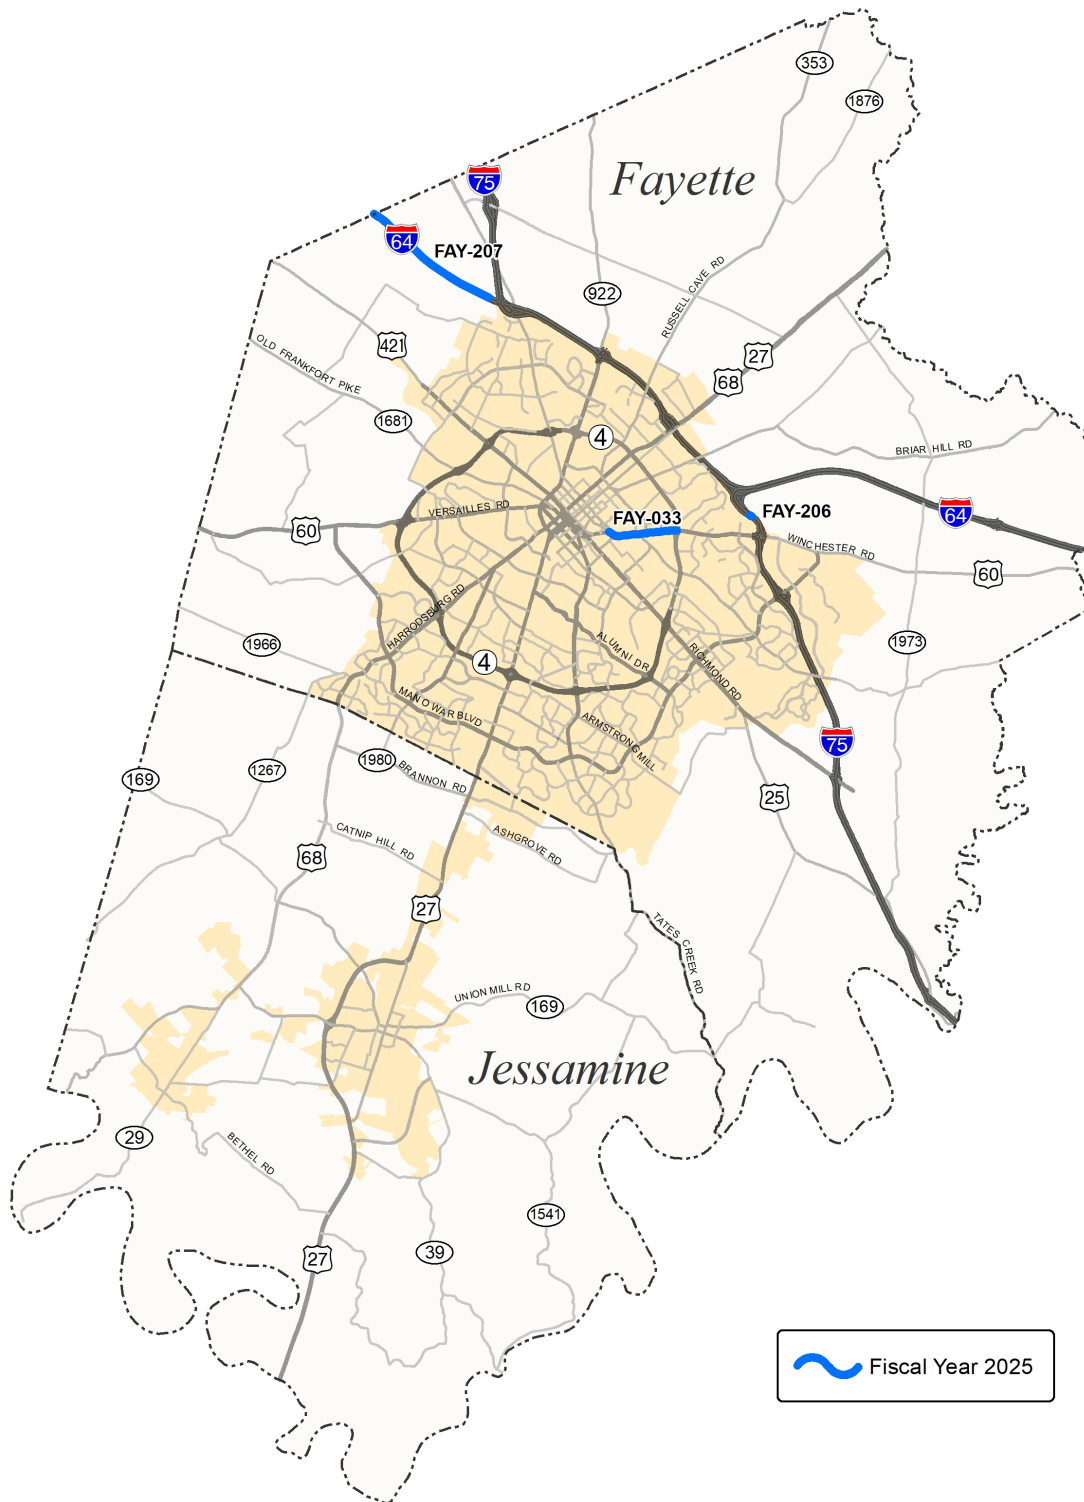 353
1876
Fayette
75
64
FAY-207
922
RUSSELL CAVE RD
421
27
68
OLD FRANKFORT PIKE
1681
4
BRIAR HILL RD
VERSAILLES RD
FAY-033
FAY-206
64
60
WINCHESTER RD
60
HARRODSBURG RD
1966
4
ALUMNI DR
RICHMOND RD
1973
MAN O WAR BLVD
ARMSTRONG MILL
75
1980
1267
169
BRANNON RD
25
CATNIP HILL RD
ASHGROVE RD
68
27
TATES CREEK RD
UNION MILL RD
169
Jessamine
29
BETHEL RD
1541
39
27
Fiscal Year 2025